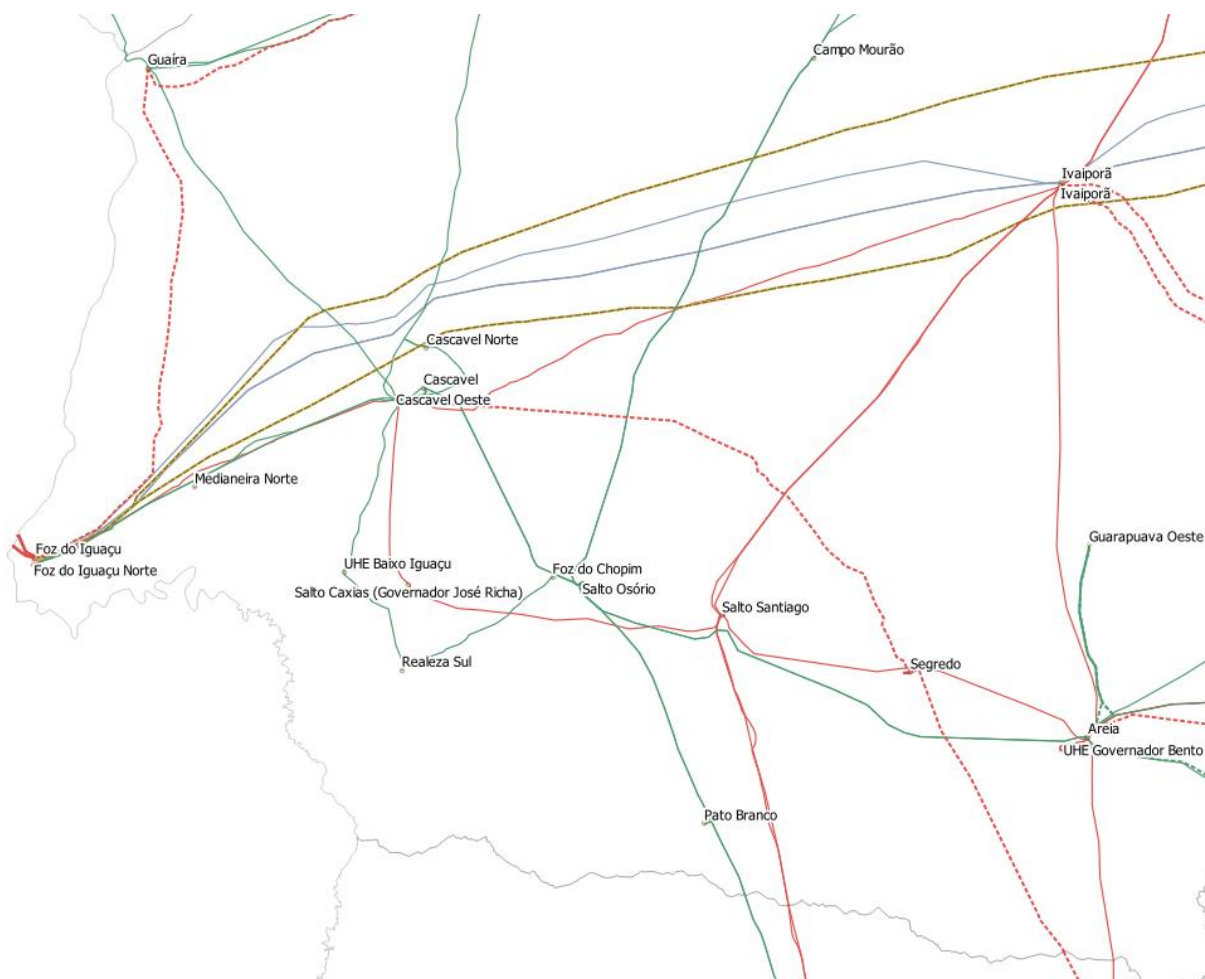 Guaíra
Campo Mourão
Ivaiporã
Ivaiporã
Cascavel Norte
Cascavel
Cascavel Oeste
Medianeira Norte
Foz do Iguaçu
Foz do Iguaçu Norte
UHE Baixo Iguaçu
Foz do Chopim
Salto Caxias (Governador José Richa)
Salto Osório
Guarapuava Oeste
Salto Santiago
Realeza Sul
Segredo
Areia
UHE Governador Bento
Pato Branco